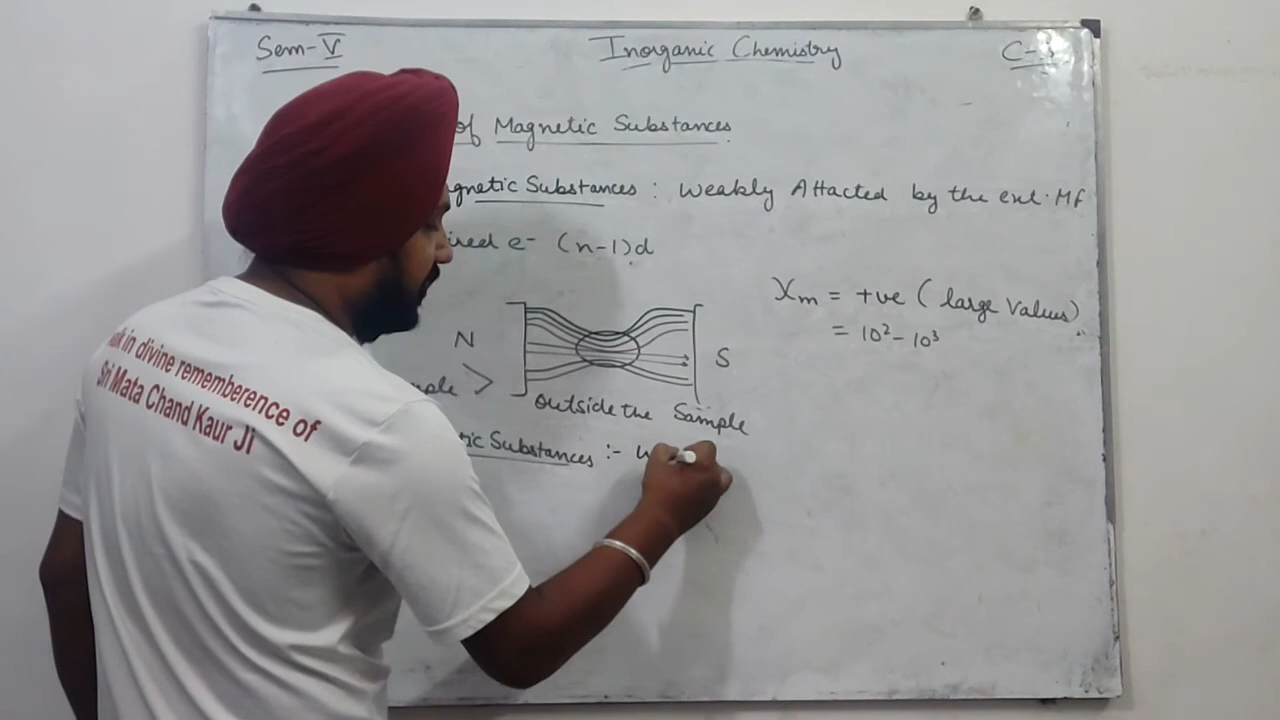 Sem-V Inorganic Chemistry
of Magnetic Substances.
gnetic Substances : Weakly Attacted by the ext. Mf
ired e- (n-1)d
Xm = +ve ( large Values)
= 10² - 10³
N S
mple > outside the Sample
tic Substances :- W
in divine rememberence of
Sri Mata Chand Kaur Ji